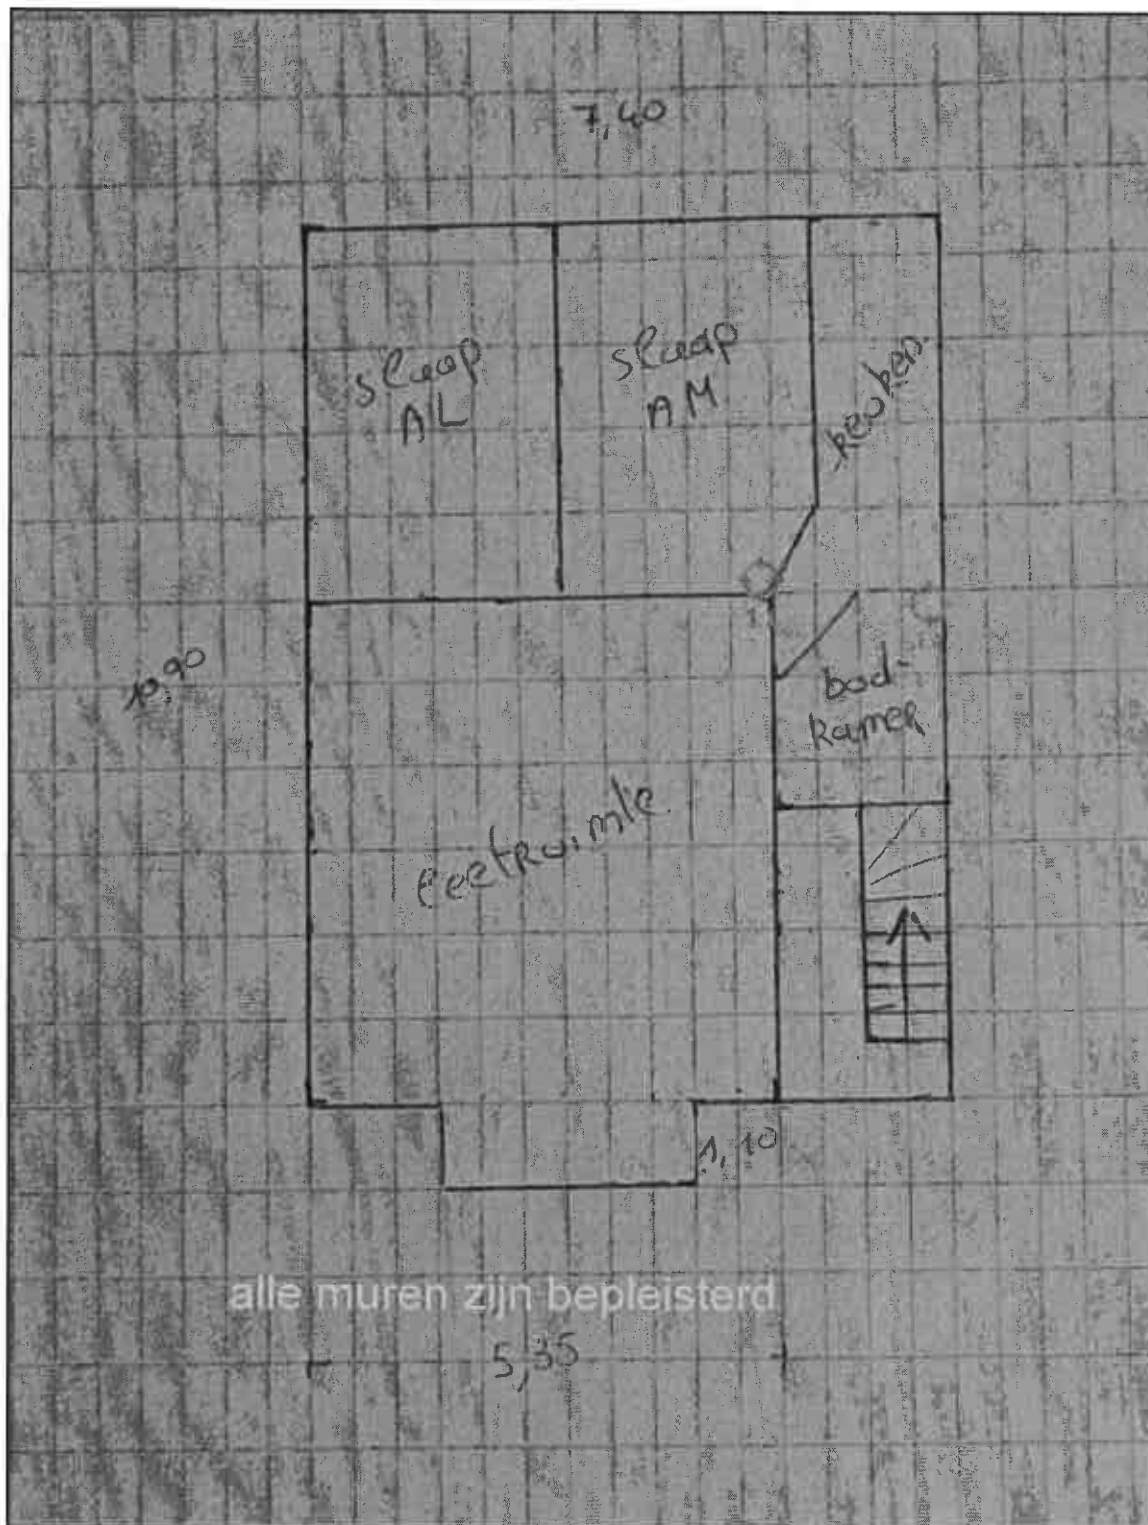 7,40
slaap
AL
slaap
AM
keuken
10,90
bad-
kamer
eetruimte
1,10
alle muren zijn bepleisterd
5,35